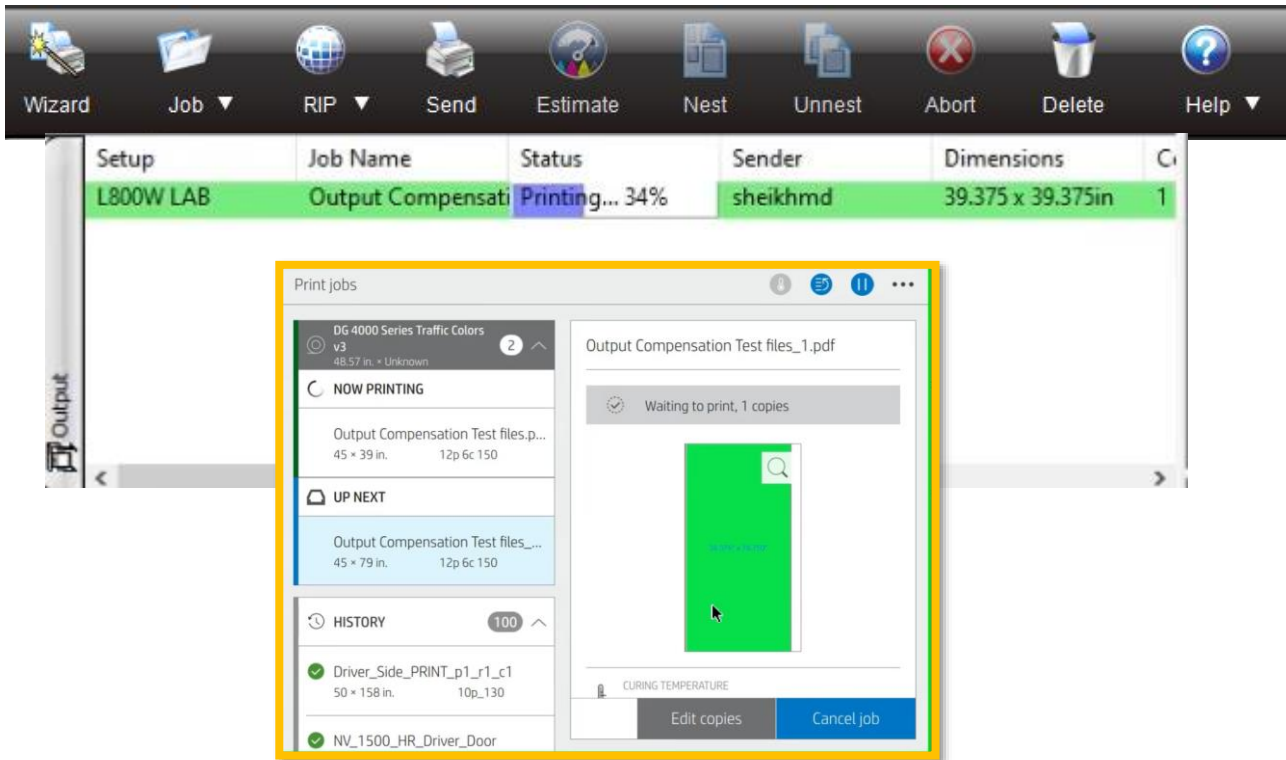 Wizard Job ▼ RIP ▼ Send Estimate Nest Unnest Abort Delete Help ▼
Setup Job Name Status Sender Dimensions
L800W LAB Output Compensati Printing... 34% sheikhmd 39.375 x 39.375in 1
Output
Print jobs
DG 4000 Series Traffic Colors
v3
2
48.57 in. × Unknown
NOW PRINTING
Output Compensation Test files.p...
45 × 39 in. 12p 6c 150
UP NEXT
Output Compensation Test files_...
45 × 79 in. 12p 6c 150
HISTORY 100
Driver_Side_PRINT_p1_r1_c1
50 × 158 in. 10p_130
NV_1500_HR_Driver_Door
Output Compensation Test files_1.pdf
Waiting to print, 1 copies
CURING TEMPERATURE
Edit copies Cancel job